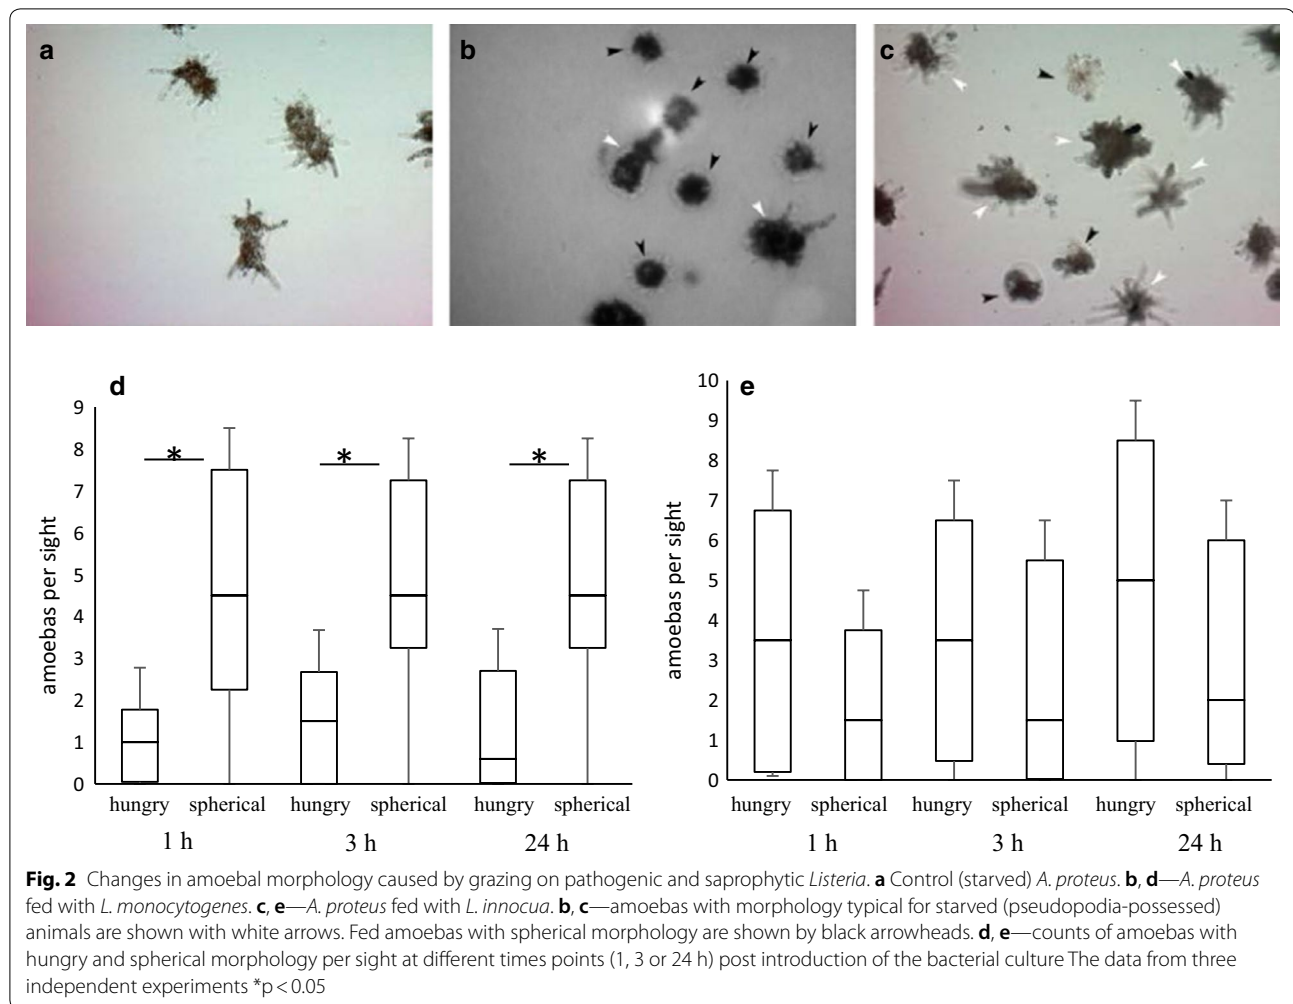 a
b
c
d
e
9
8
7
6
5
4
3
2
1
0
amoebas per sight
*
*
*
hungry spherical hungry spherical hungry spherical
1 h 3 h 24 h
10
9
8
7
6
5
4
3
2
1
0
amoebas per sight
hungry spherical hungry spherical hungry spherical
1 h 3 h 24 h
Fig. 2 Changes in amoebal morphology caused by grazing on pathogenic and saprophytic Listeria. a Control (starved) A. proteus. b, d—A. proteus
fed with L. monocytogenes. c, e—A. proteus fed with L. innocua. b, c—amoebas with morphology typical for starved (pseudopodia-possessed)
animals are shown with white arrows. Fed amoebas with spherical morphology are shown by black arrowheads. d, e—counts of amoebas with
hungry and spherical morphology per sight at different times points (1, 3 or 24 h) post introduction of the bacterial culture The data from three
independent experiments *p < 0.05